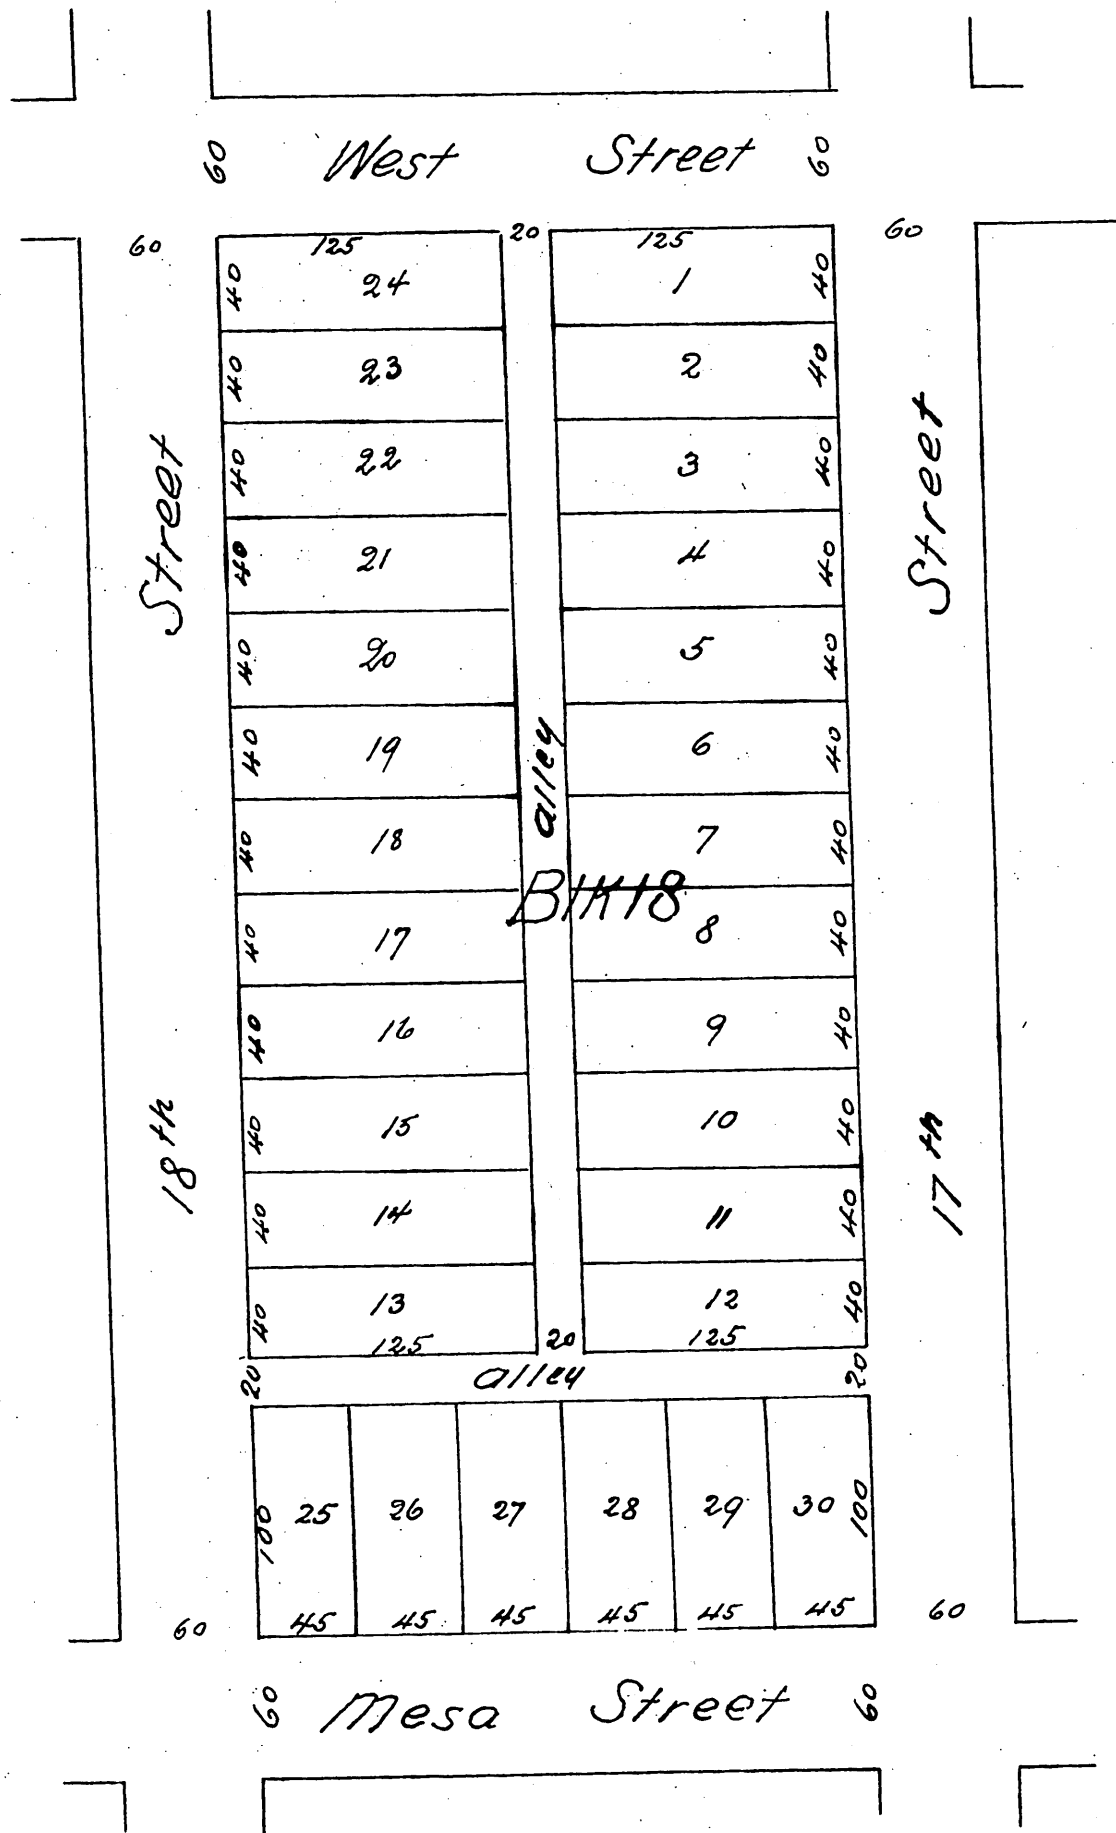 60 West Street 60
60 125 20 125 60
40 24 1 40
40 23 2 40
40 22 3 40
40 21 4 40
40 20 5 40
40 19 6 40
40 18 7 40
40 17 8 40
40 16 9 40
40 15 10 40
40 14 11 40
40 13 12 40
125 20 125
18th Street
alley
Blk 18
17th Street
20 alley 20
100 25 26 27 28 29 30 100
60 45 45 45 45 45 45 60
60 Mesa Street 60